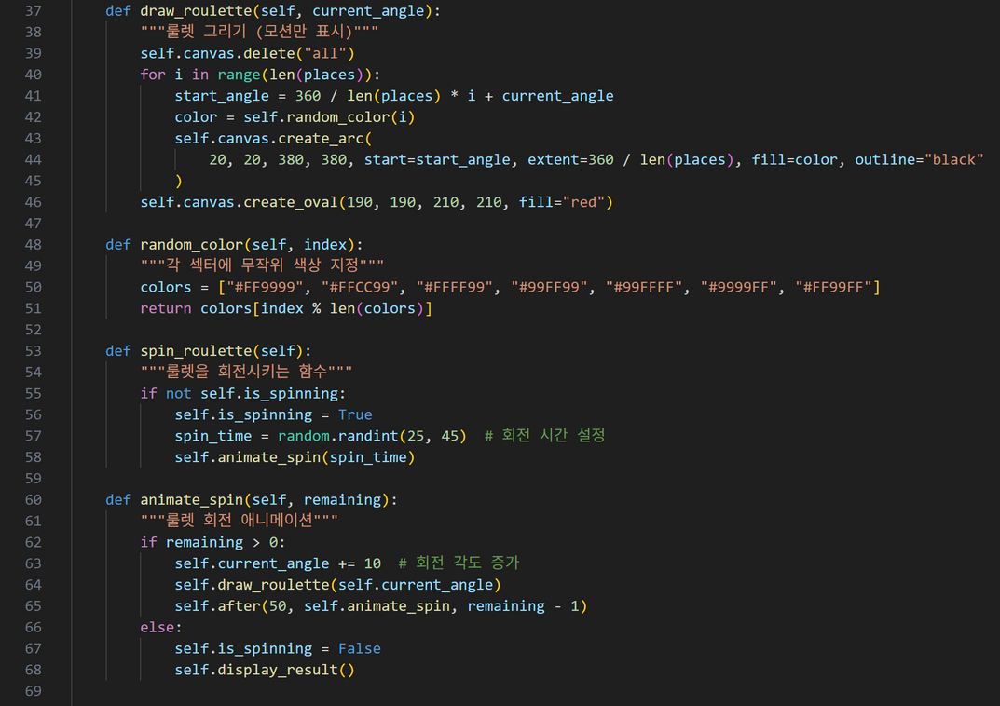 37 def draw_roulette(self, current_angle):
38 """룰렛 그리기 (모션만 표시)"""
39 self.canvas.delete("all")
40 for i in range(len(places)):
41 start_angle = 360 / len(places) * i + current_angle
42 color = self.random_color(i)
43 self.canvas.create_arc(
44 20, 20, 380, 380, start=start_angle, extent=360 / len(places), fill=color, outline="black"
45 )
46 self.canvas.create_oval(190, 190, 210, 210, fill="red")
47
48 def random_color(self, index):
49 """각 섹터에 무작위 색상 지정"""
50 colors = ["#FF9999", "#FFCC99", "#FFFF99", "#99FF99", "#99FFFF", "#9999FF", "#FF99FF"]
51 return colors[index % len(colors)]
52
53 def spin_roulette(self):
54 """룰렛을 회전시키는 함수"""
55 if not self.is_spinning:
56 self.is_spinning = True
57 spin_time = random.randint(25, 45)  # 회전 시간 설정
58 self.animate_spin(spin_time)
59
60 def animate_spin(self, remaining):
61 """룰렛 회전 애니메이션"""
62 if remaining > 0:
63 self.current_angle += 10  # 회전 각도 증가
64 self.draw_roulette(self.current_angle)
65 self.after(50, self.animate_spin, remaining - 1)
66 else:
67 self.is_spinning = False
68 self.display_result()
69